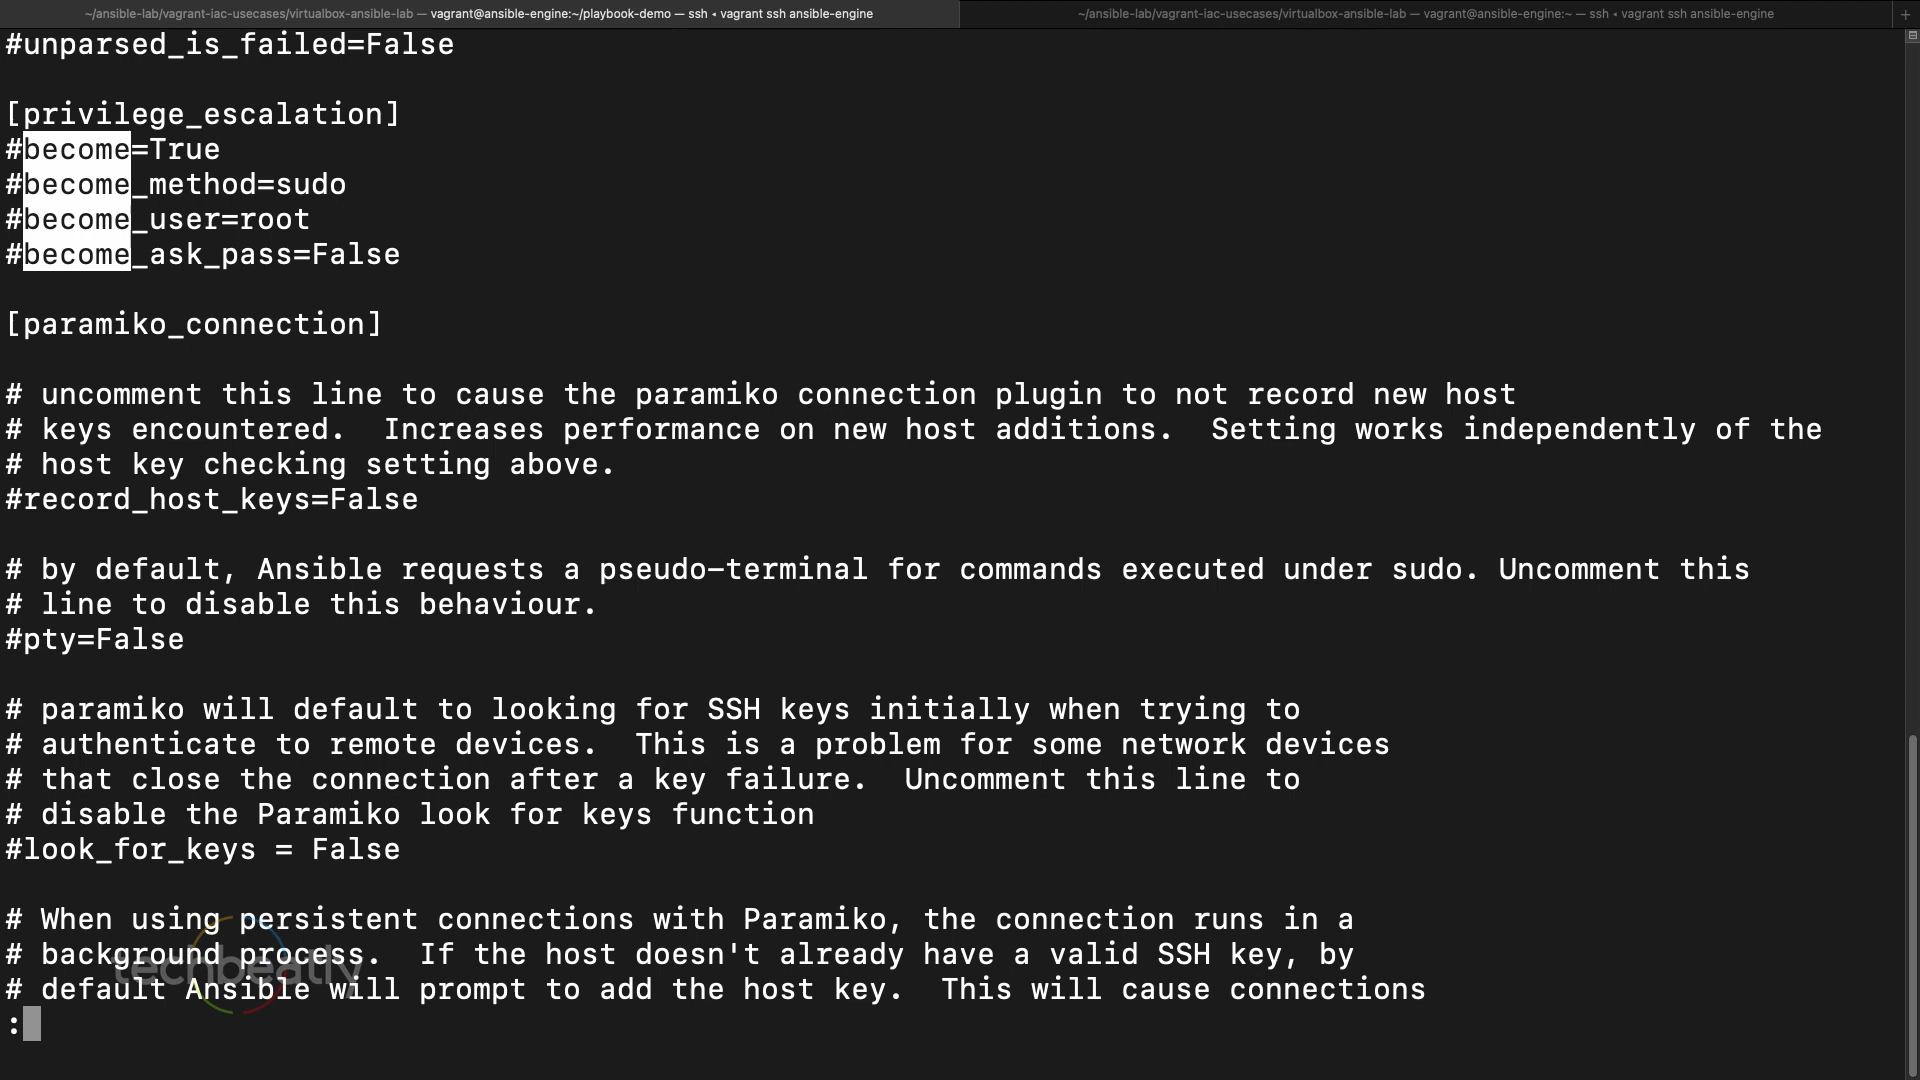 ~/ansible-lab/vagrant-iac-usecases/virtualbox-ansible-lab — vagrant@ansible-engine:~/playbook-demo — ssh ◂ vagrant ssh ansible-engine
~/ansible-lab/vagrant-iac-usecases/virtualbox-ansible-lab — vagrant@ansible-engine:~ — ssh ◂ vagrant ssh ansible-engine
+
#unparsed_is_failed=False
[privilege_escalation]
#become=True
#become_method=sudo
#become_user=root
#become_ask_pass=False
[paramiko_connection]
# uncomment this line to cause the paramiko connection plugin to not record new host
# keys encountered.  Increases performance on new host additions.  Setting works independently of the
# host key checking setting above.
#record_host_keys=False
# by default, Ansible requests a pseudo-terminal for commands executed under sudo. Uncomment this
# line to disable this behaviour.
#pty=False
# paramiko will default to looking for SSH keys initially when trying to
# authenticate to remote devices.  This is a problem for some network devices
# that close the connection after a key failure.  Uncomment this line to
# disable the Paramiko look for keys function
#look_for_keys = False
# When using persistent connections with Paramiko, the connection runs in a
# background process.  If the host doesn't already have a valid SSH key, by
# default Ansible will prompt to add the host key.  This will cause connections
:
techbeatly